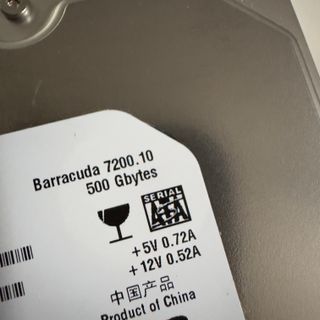 Barracuda 7200.10
500 Gbytes
SERIAL
ATA
+5V 0.72A
+12V 0.52A
中国产品
Product of China